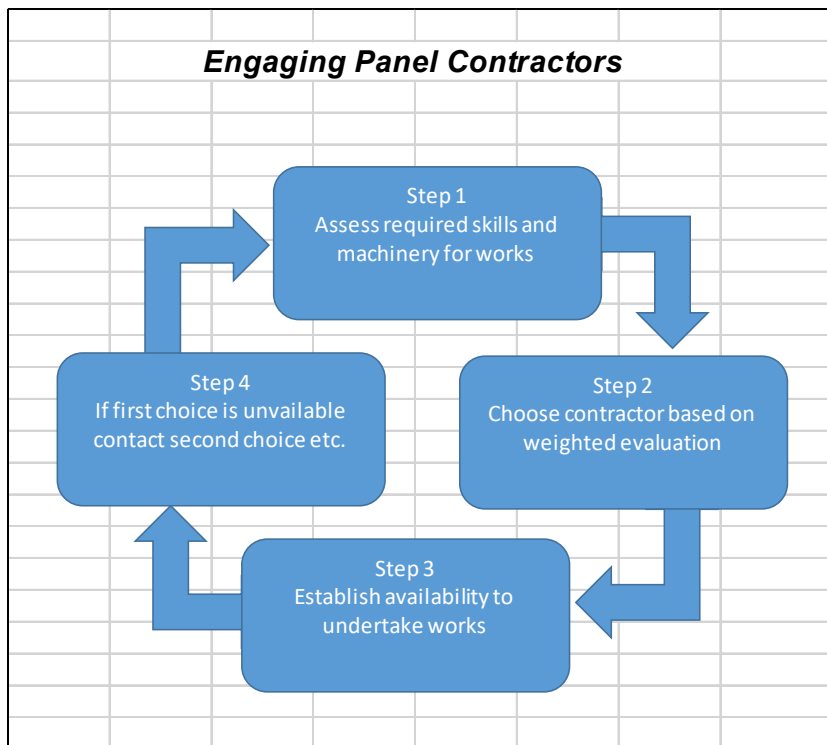 Engaging Panel Contractors
Step 1
Assess required skills and
machinery for works
Step 2
Choose contractor based on
weighted evaluation
Step 3
Establish availability to
undertake works
Step 4
If first choice is unvailable
contact second choice etc.